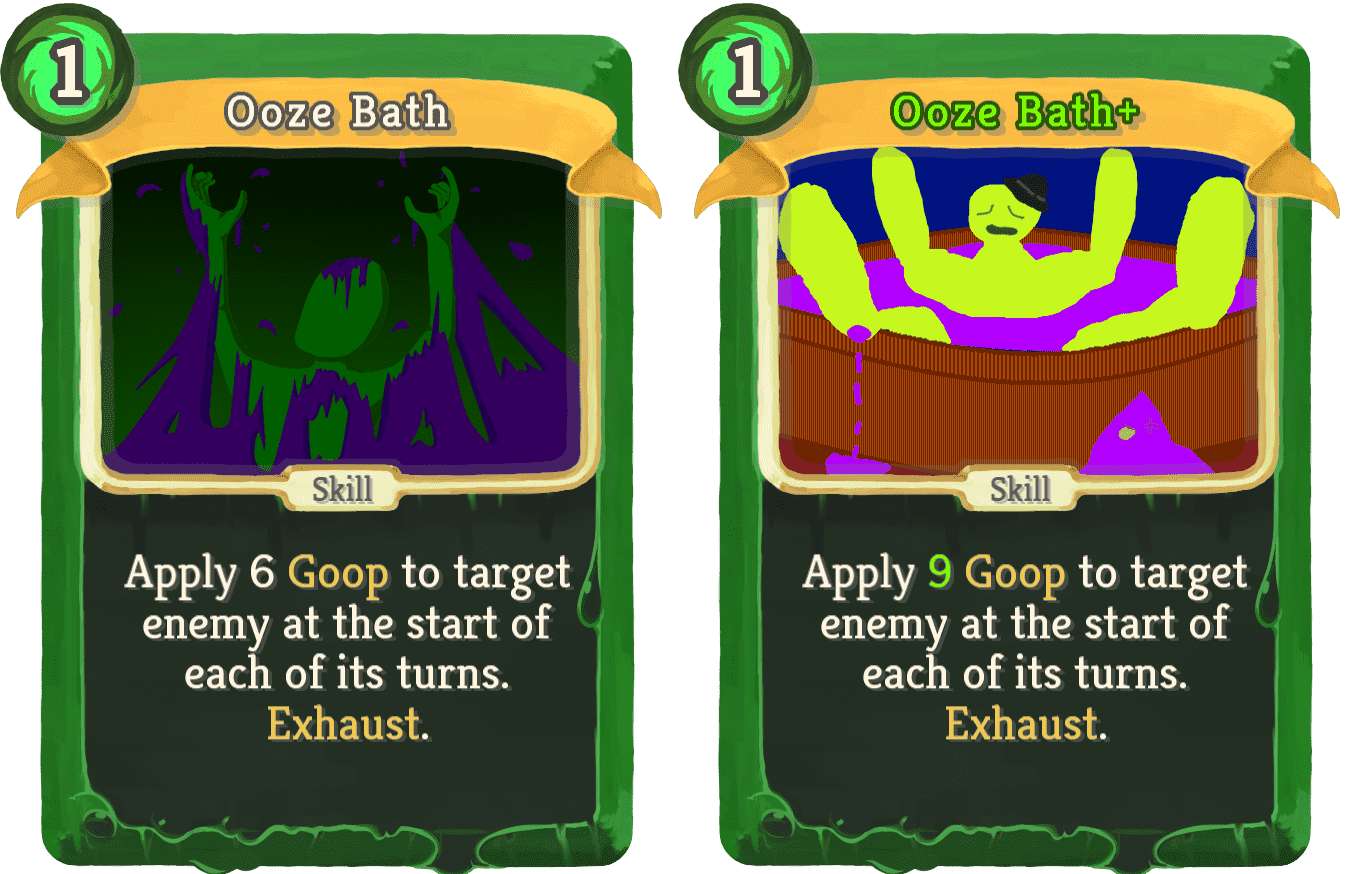 1
Ooze Bath
Skill
Apply 6 Goop to target
enemy at the start of
each of its turns.
Exhaust.
1
Ooze Bath+
Skill
Apply 9 Goop to target
enemy at the start of
each of its turns.
Exhaust.